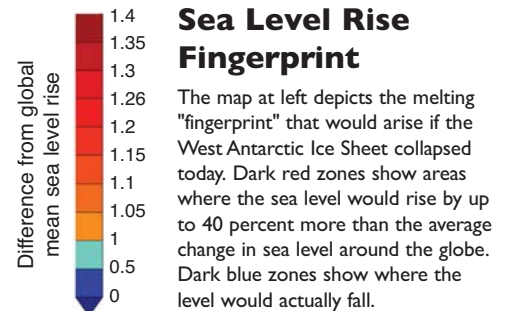 Difference from global
mean sea level rise
1.4
1.35
1.3
1.26
1.2
1.15
1.1
1.05
1
0.5
0
Sea Level Rise
Fingerprint
The map at left depicts the melting
"fingerprint" that would arise if the
West Antarctic Ice Sheet collapsed
today. Dark red zones show areas
where the sea level would rise by up
to 40 percent more than the average
change in sea level around the globe.
Dark blue zones show where the
level would actually fall.